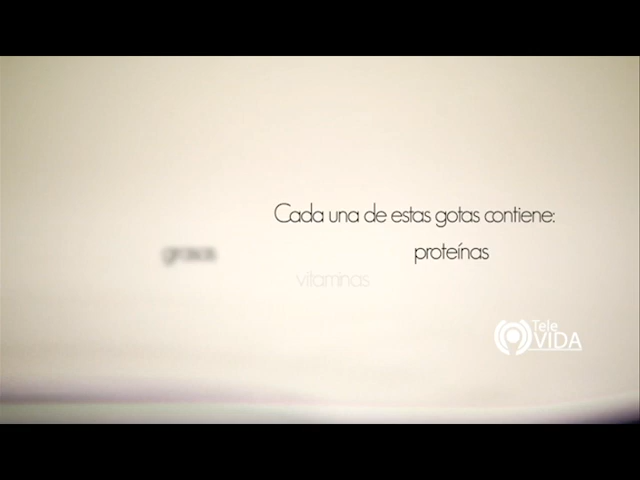 Cada una de estas gotas contiene:
grasas
proteínas
vitaminas
Tele
VIDA